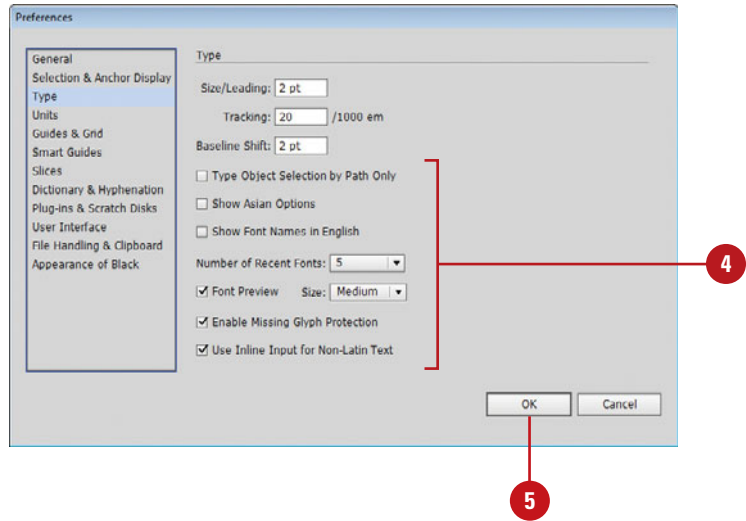 Preferences
General
Selection & Anchor Display
Type
Units
Guides & Grid
Smart Guides
Slices
Dictionary & Hyphenation
Plug-ins & Scratch Disks
User Interface
File Handling & Clipboard
Appearance of Black
Type
Size/Leading: 2 pt
Tracking: 20 /1000 em
Baseline Shift: 2 pt
Type Object Selection by Path Only
Show Asian Options
Show Font Names in English
Number of Recent Fonts: 5
Font Preview Size: Medium
Enable Missing Glyph Protection
Use Inline Input for Non-Latin Text
4
OK Cancel
5